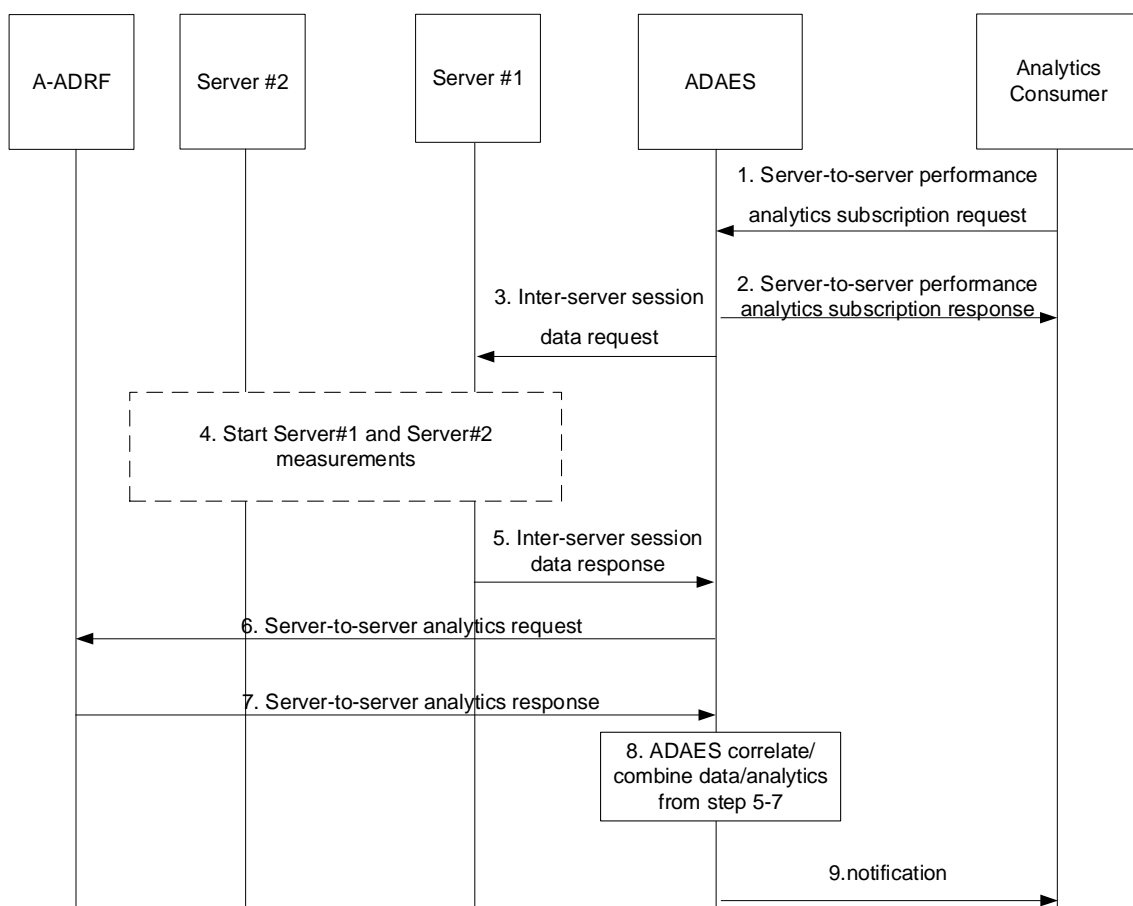 A-ADRF
Server #2
Server #1
ADAES
Analytics
Consumer
1. Server-to-server performance
analytics subscription request
2. Server-to-server performance
analytics subscription response
3. Inter-server session
data request
4. Start Server#1 and Server#2
measurements
5. Inter-server session
data response
6. Server-to-server analytics request
7. Server-to-server analytics response
8. ADAES correlate/
combine data/analytics
from step 5-7
9.notification